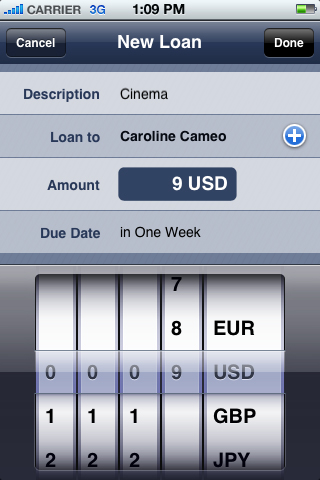 CARRIER 3G 1:09 PM
Cancel New Loan Done
Description Cinema
Loan to Caroline Cameo
Amount 9 USD
Due Date in One Week
7
8 EUR
0 0 0 9 USD
1 1 1 GBP
2 2 2 JPY